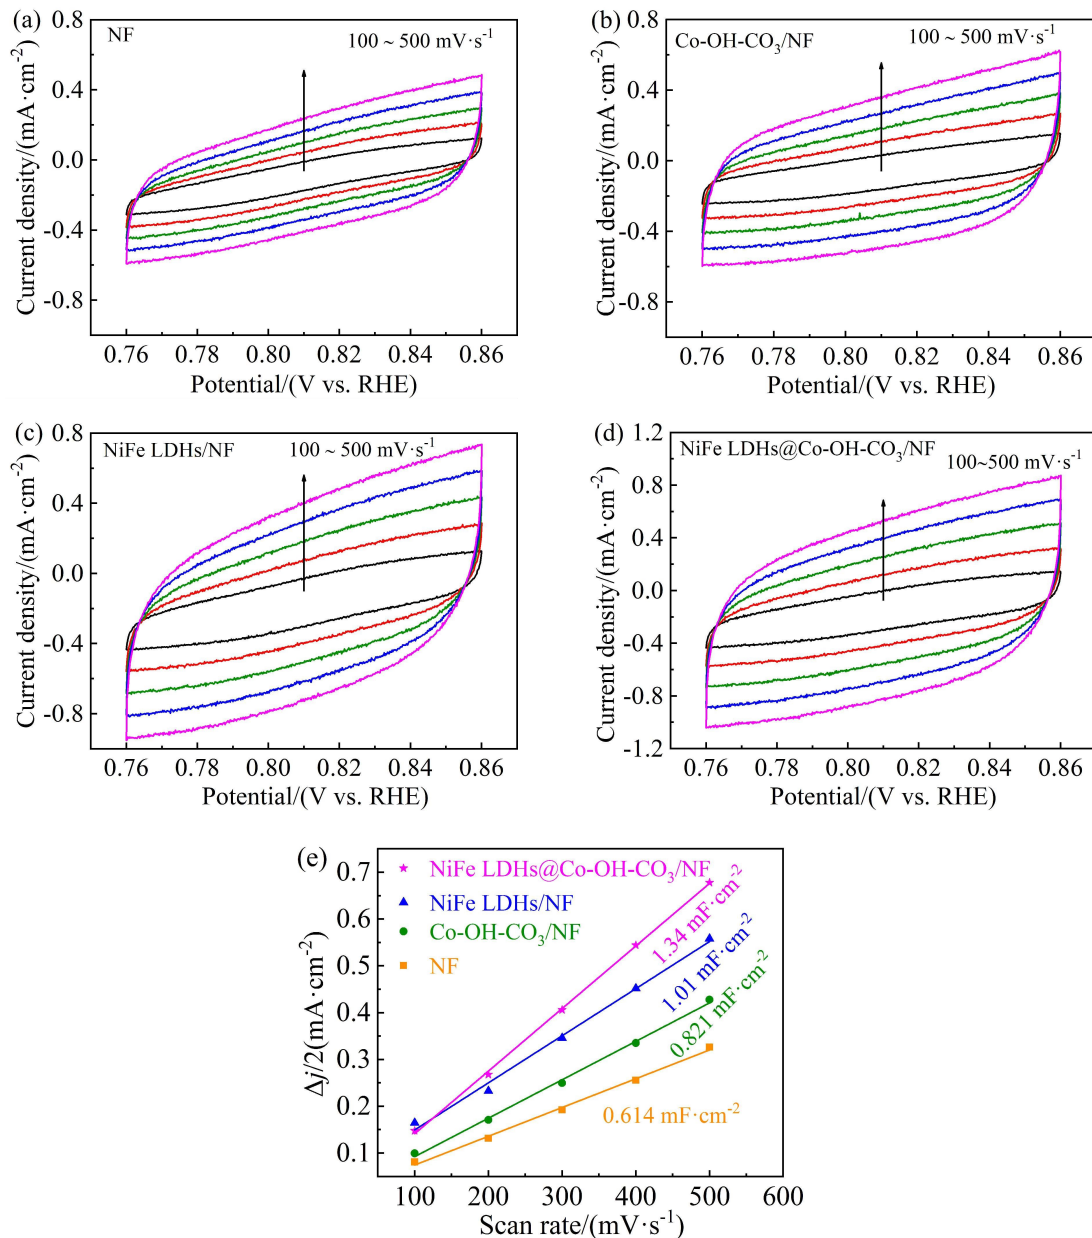 (a)
NF
100 ~ 500 mV·s⁻¹
0.8
0.4
0.0
-0.4
-0.8
Current density/(mA·cm⁻²)
0.76 0.78 0.80 0.82 0.84 0.86
Potential/(V vs. RHE)
(b)
Co-OH-CO₃/NF
100 ~ 500 mV·s⁻¹
0.8
0.4
0.0
-0.4
-0.8
Current density/(mA·cm⁻²)
0.76 0.78 0.80 0.82 0.84 0.86
Potential/(V vs. RHE)
(c)
NiFe LDHs/NF
100 ~ 500 mV·s⁻¹
0.8
0.4
0.0
-0.4
-0.8
Current density/(mA·cm⁻²)
0.76 0.78 0.80 0.82 0.84 0.86
Potential/(V vs. RHE)
(d)
NiFe LDHs@Co-OH-CO₃/NF
100~500 mV·s⁻¹
1.2
0.8
0.4
0.0
-0.4
-0.8
-1.2
Current density/(mA·cm⁻²)
0.76 0.78 0.80 0.82 0.84 0.86
Potential/(V vs. RHE)
(e)
NiFe LDHs@Co-OH-CO₃/NF
NiFe LDHs/NF
Co-OH-CO₃/NF
NF
1.34 mF·cm⁻²
1.01 mF·cm⁻²
0.821 mF·cm⁻²
0.614 mF·cm⁻²
0.7
0.6
0.5
0.4
0.3
0.2
0.1
Δj/2(mA·cm⁻²)
100 200 300 400 500 600
Scan rate/(mV·s⁻¹)